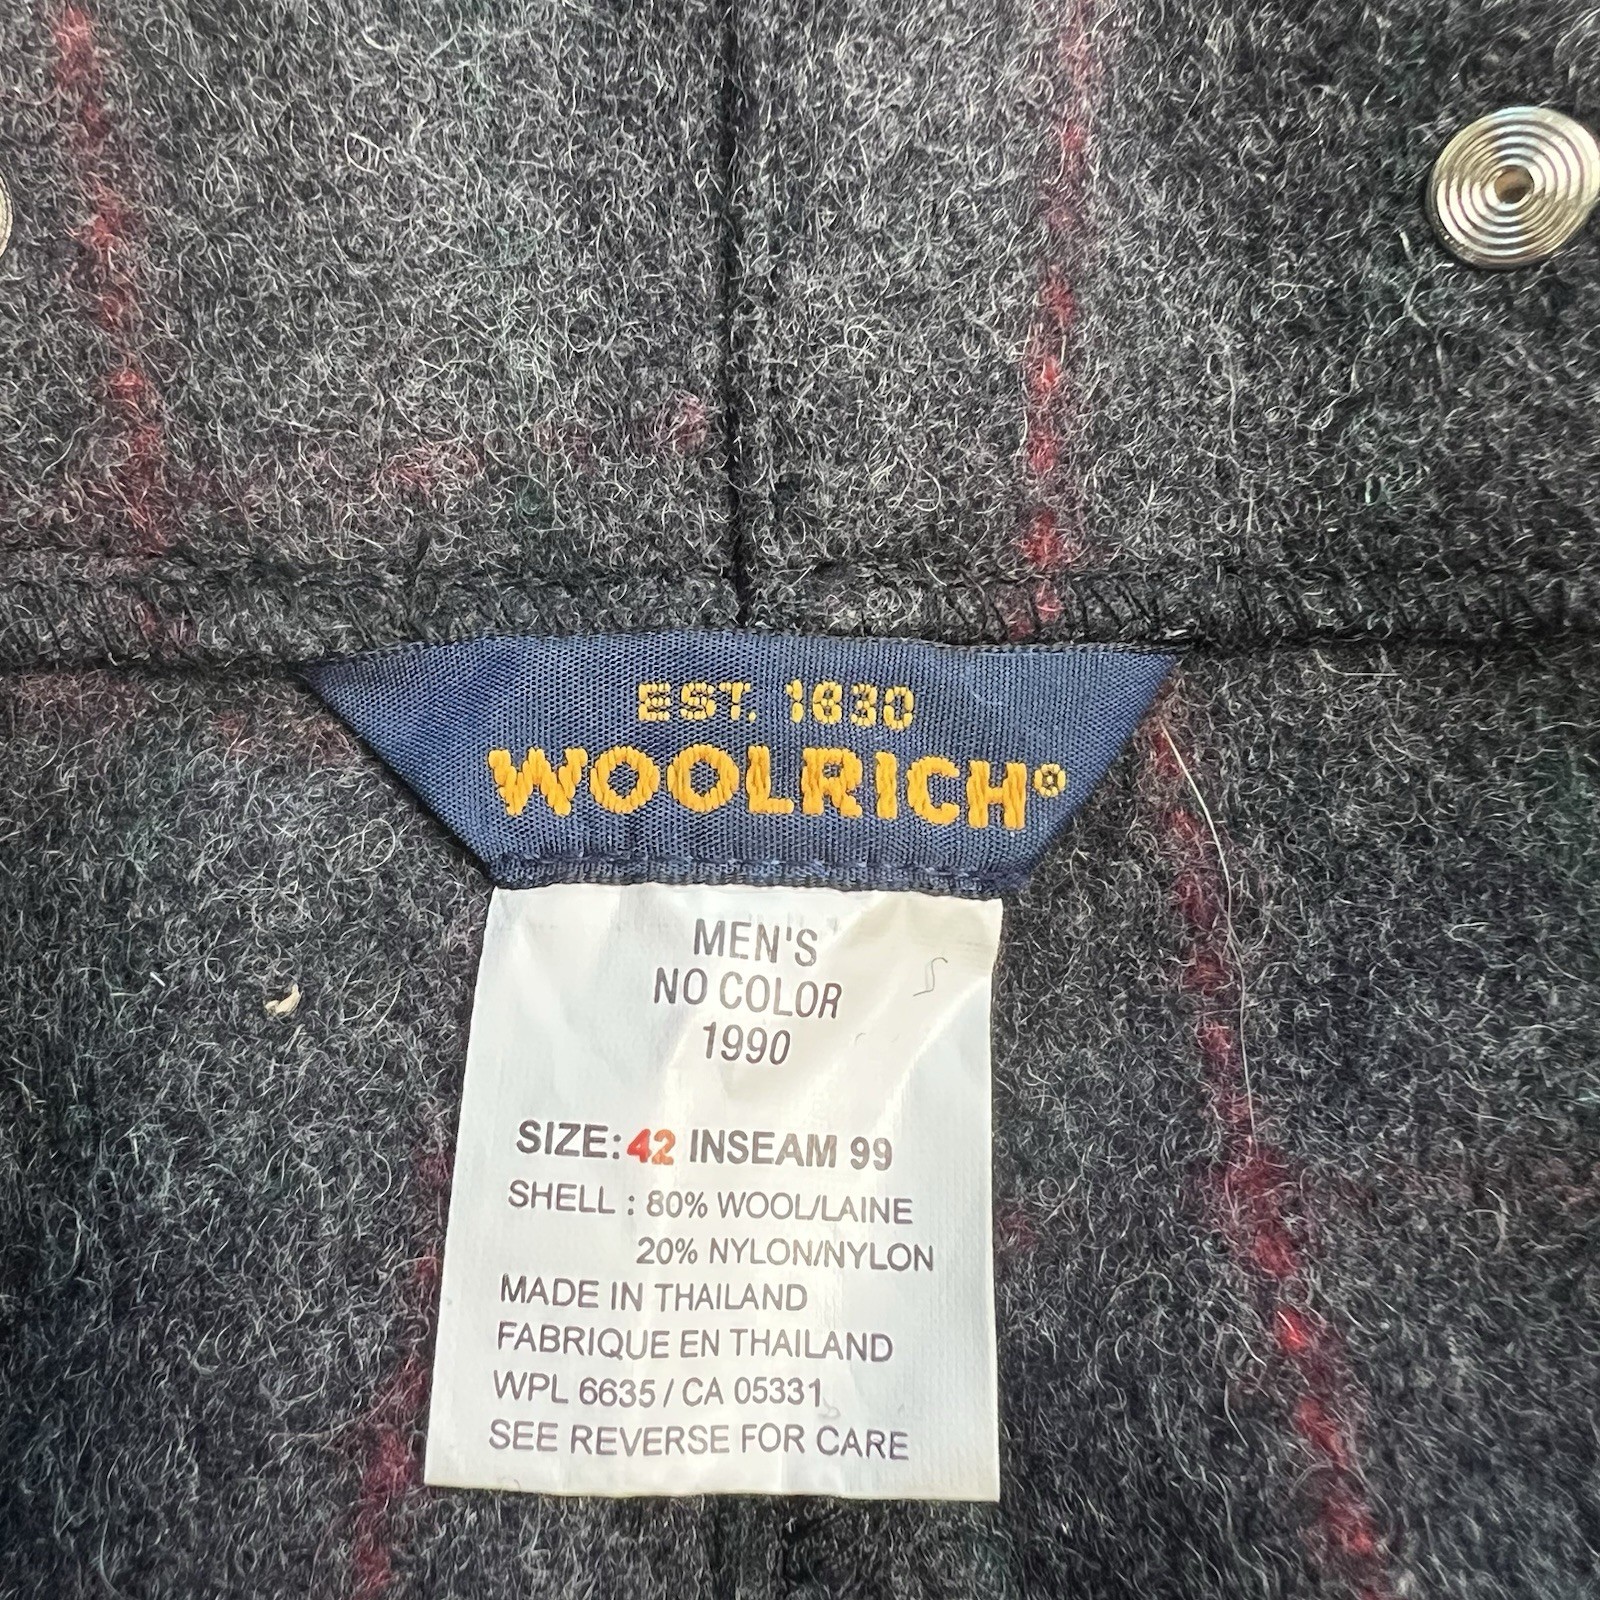 EST. 1830
WOOLRICH®
MEN'S
NO COLOR
1990
SIZE:42 INSEAM 99
SHELL : 80% WOOL/LAINE
20% NYLON/NYLON
MADE IN THAILAND
FABRIQUE EN THAILAND
WPL 6635 / CA 05331
SEE REVERSE FOR CARE